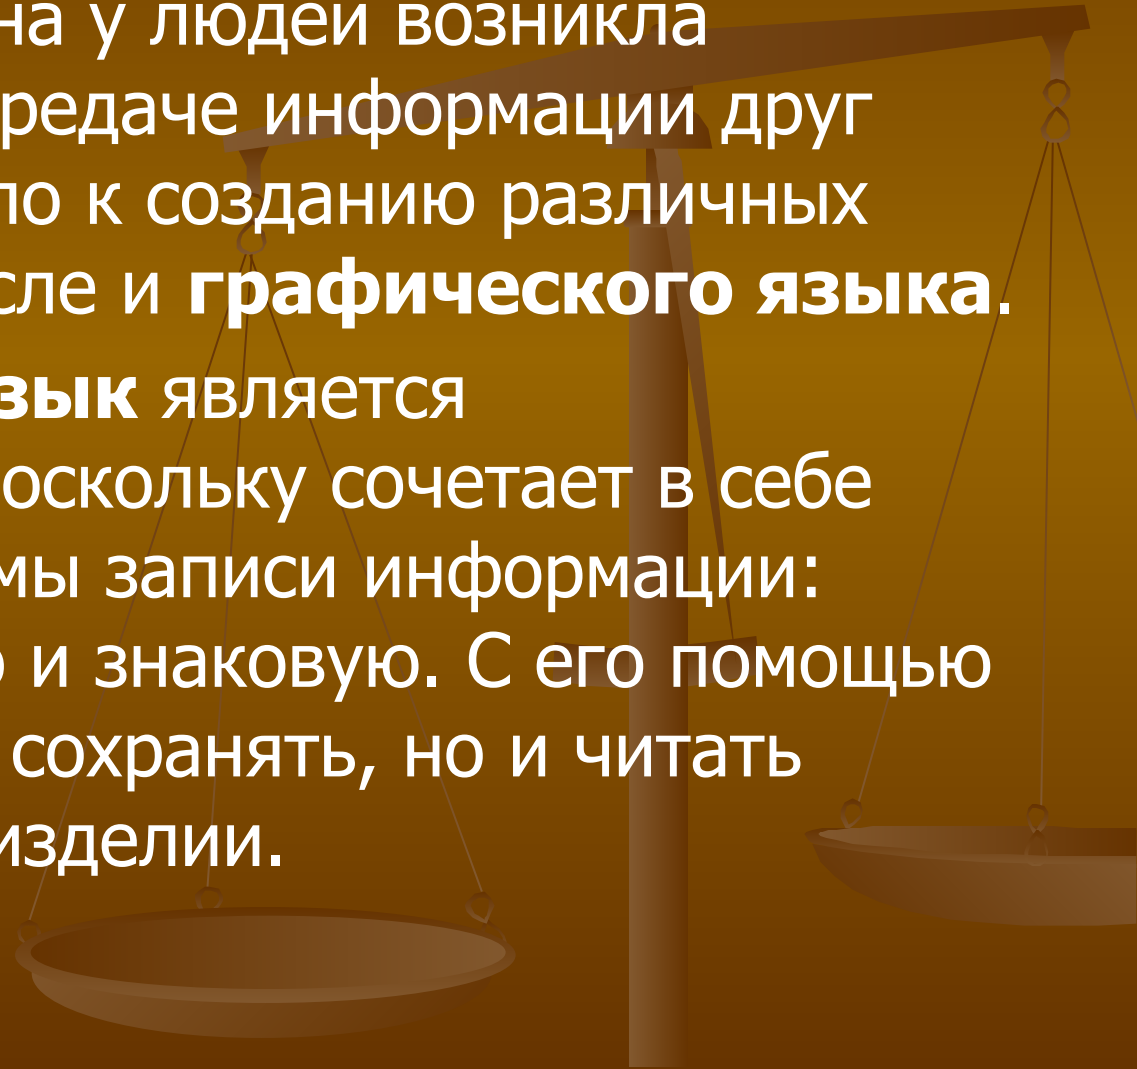 на у людей возникла
редаче информации друг
ло к созданию различных
сле и графического языка.
зык является
оскольку сочетает в себе
мы записи информации:
и знаковую. С его помощью
сохранять, но и читать
изделии.